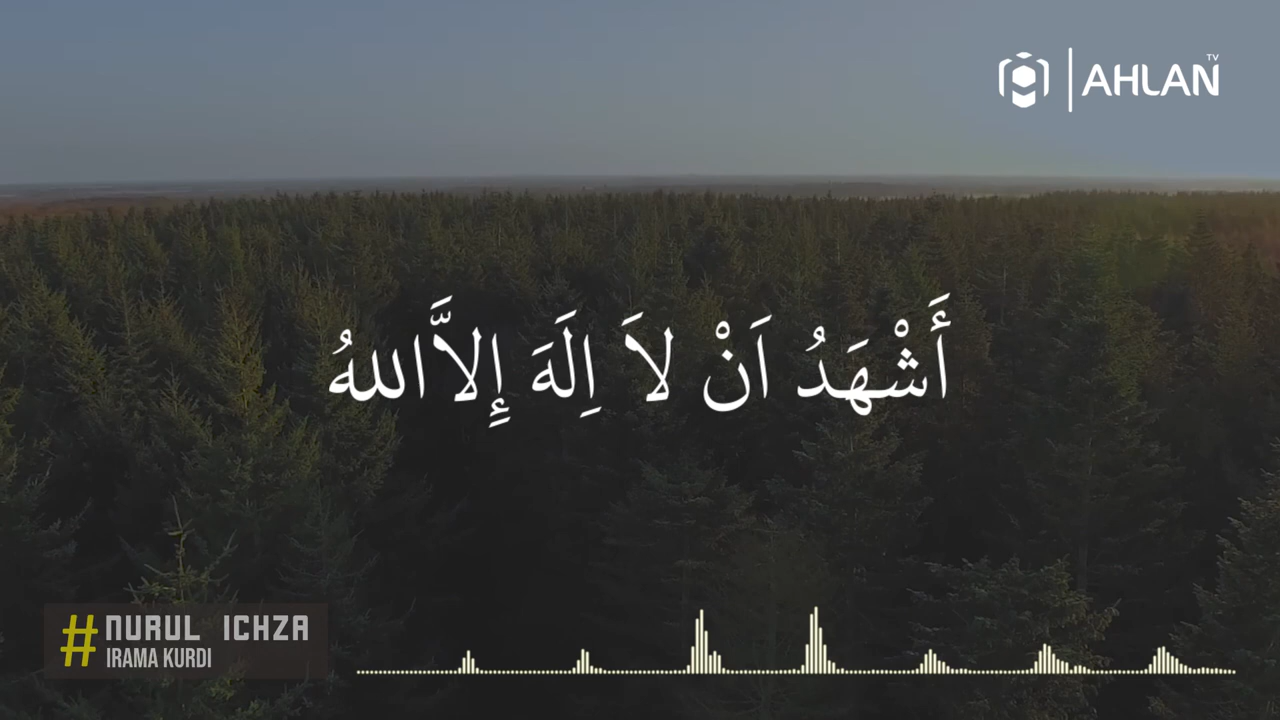 AHLAN TV
أَشْهَدُ اَنْ لاَ اِلَهَ إِلاَّاللهُ
# NURUL ICHZA
IRAMA KURDI